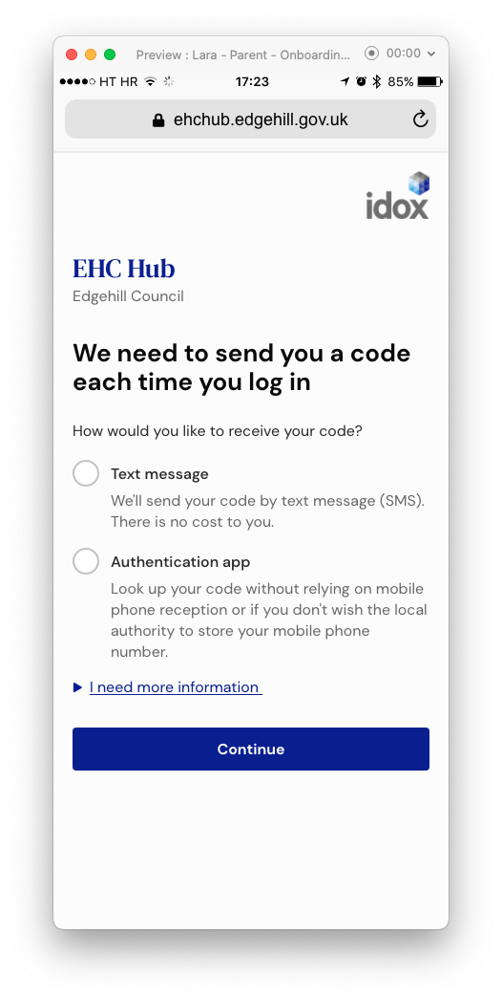 Preview : Lara - Parent - Onboardin... 00:00
HT HR 17:23 85%
ehchub.edgehill.gov.uk
idox
EHC Hub
Edgehill Council
We need to send you a code
each time you log in
How would you like to receive your code?
Text message
We'll send your code by text message (SMS).
There is no cost to you.
Authentication app
Look up your code without relying on mobile
phone reception or if you don't wish the local
authority to store your mobile phone
number.
I need more information
Continue